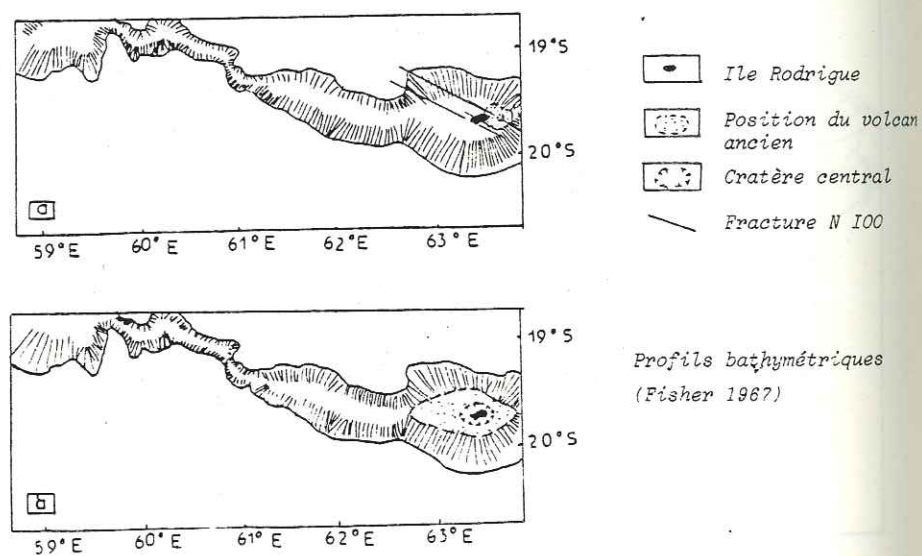 19°S
20°S
a
59°E 60°E 61°E 62°E 63°E
Ile Rodrigue
Position du volcan
ancien
Cratère central
Fracture N I00
19°S
20°S
b
59°E 60°E 61°E 62°E 63°E
Profils bathymétriques
(Fisher 1967)